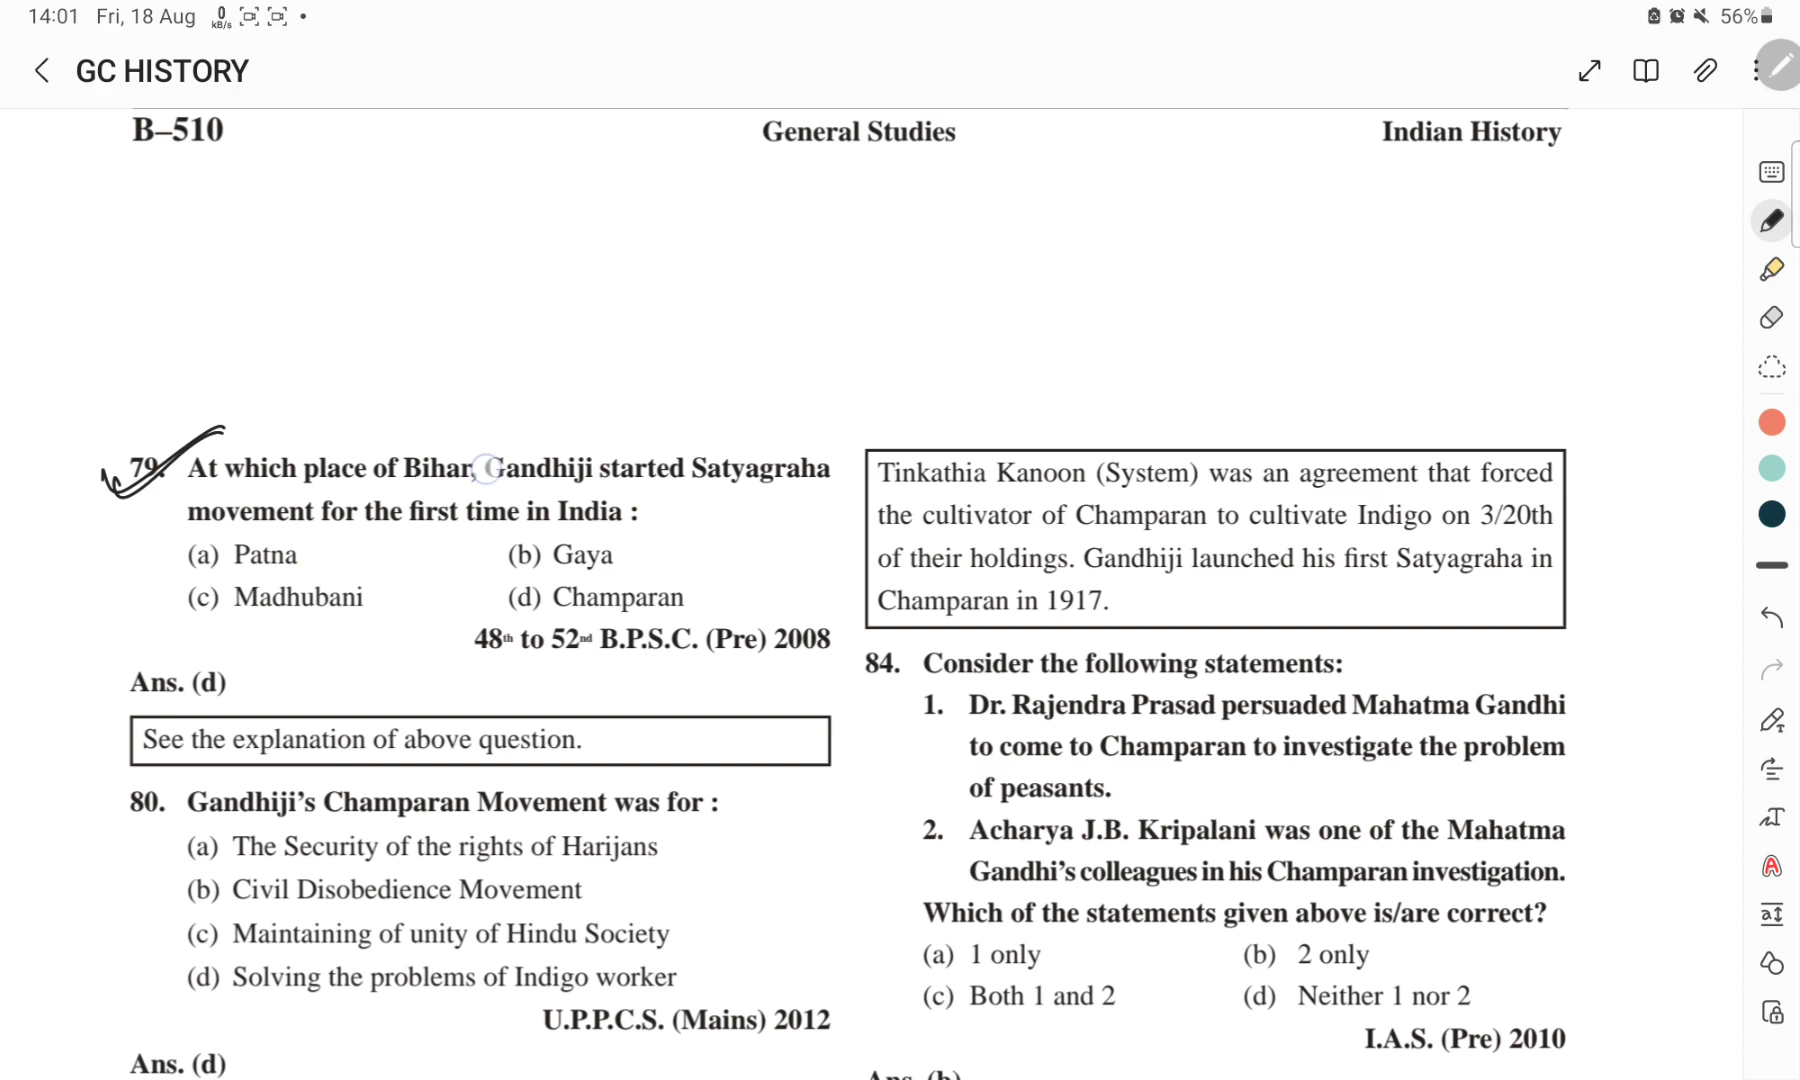 14:01 Fri, 18 Aug 0 kB/s 56%
GC HISTORY
B–510 General Studies Indian History
79. At which place of Bihar, Gandhiji started Satyagraha
movement for the first time in India :
(a) Patna (b) Gaya
(c) Madhubani (d) Champaran
48th to 52nd B.P.S.C. (Pre) 2008
Ans. (d)
See the explanation of above question.
80. Gandhiji’s Champaran Movement was for :
(a) The Security of the rights of Harijans
(b) Civil Disobedience Movement
(c) Maintaining of unity of Hindu Society
(d) Solving the problems of Indigo worker
U.P.P.C.S. (Mains) 2012
Ans. (d)
Tinkathia Kanoon (System) was an agreement that forced
the cultivator of Champaran to cultivate Indigo on 3/20th
of their holdings. Gandhiji launched his first Satyagraha in
Champaran in 1917.
84. Consider the following statements:
1. Dr. Rajendra Prasad persuaded Mahatma Gandhi
to come to Champaran to investigate the problem
of peasants.
2. Acharya J.B. Kripalani was one of the Mahatma
Gandhi’s colleagues in his Champaran investigation.
Which of the statements given above is/are correct?
(a) 1 only (b) 2 only
(c) Both 1 and 2 (d) Neither 1 nor 2
I.A.S. (Pre) 2010
Ans. (b)